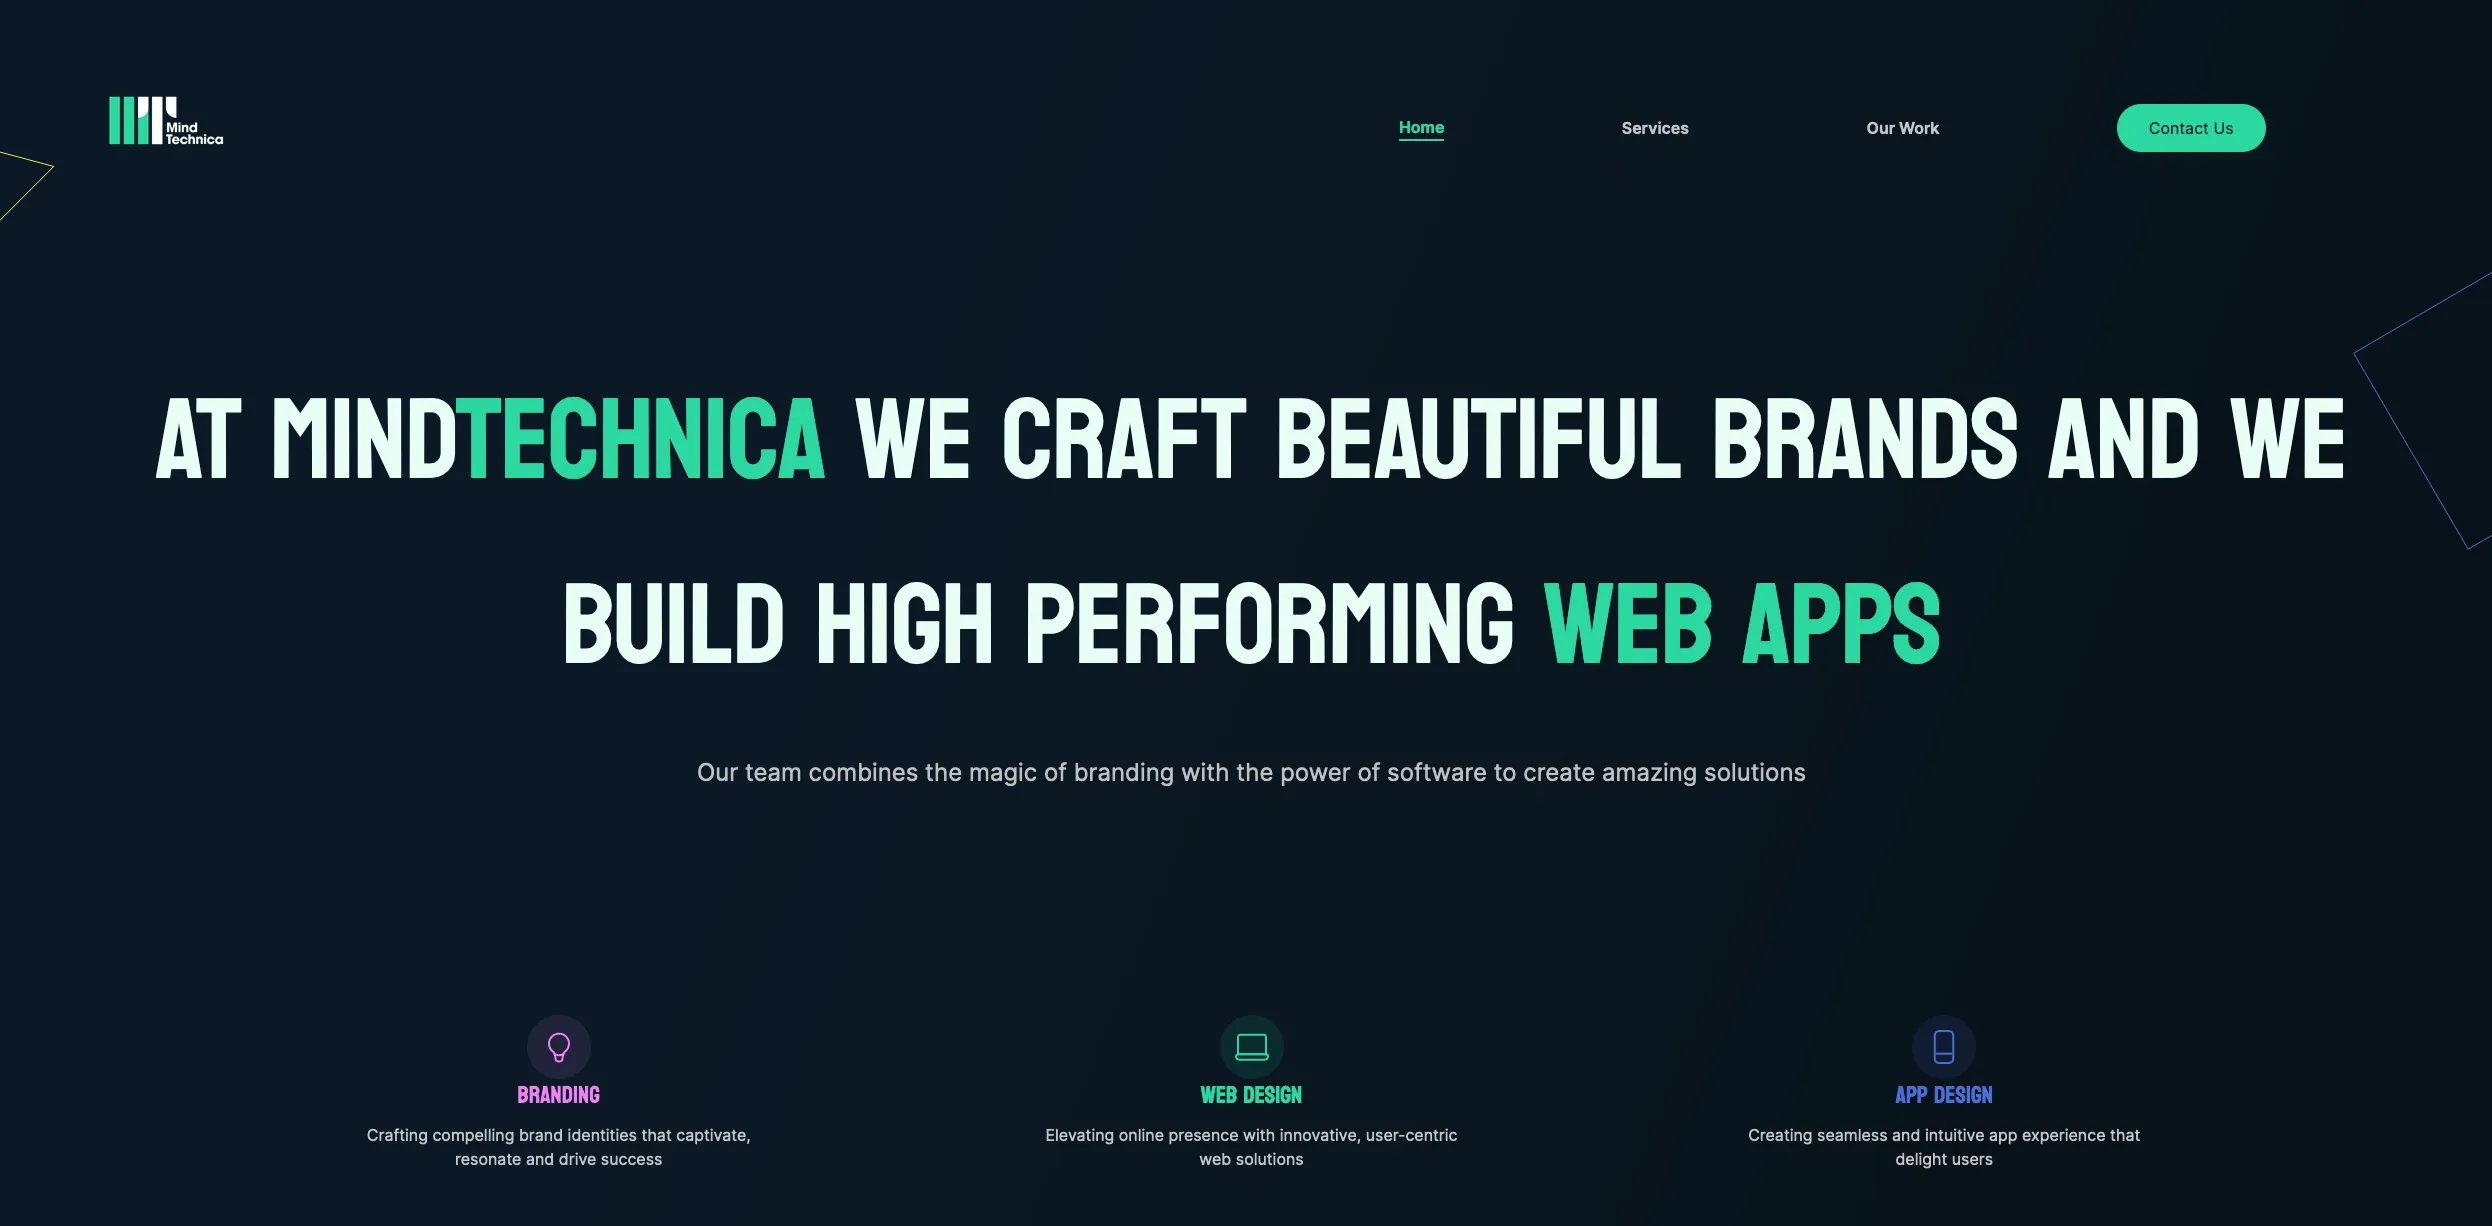 Mind
Technica
Home
Services
Our Work
Contact Us
AT MINDTECHNICA WE CRAFT BEAUTIFUL BRANDS AND WE
BUILD HIGH PERFORMING WEB APPS
Our team combines the magic of branding with the power of software to create amazing solutions
BRANDING
Crafting compelling brand identities that captivate,
resonate and drive success
WEB DESIGN
Elevating online presence with innovative, user-centric
web solutions
APP DESIGN
Creating seamless and intuitive app experience that
delight users